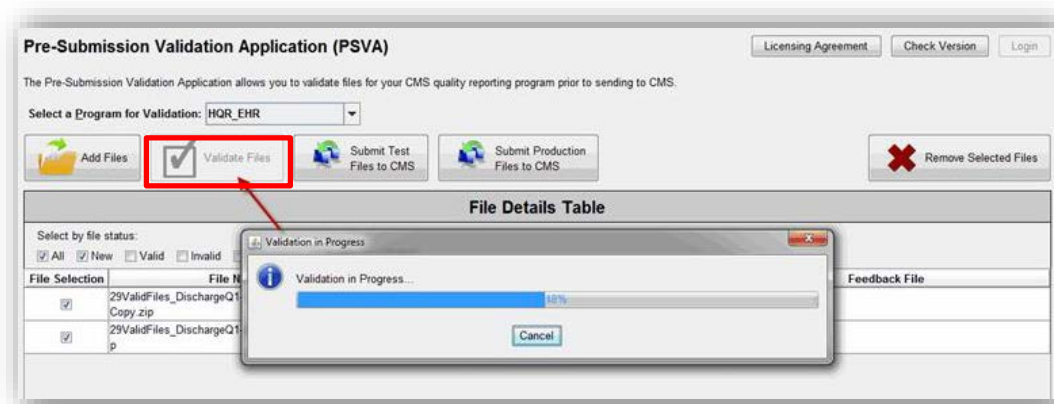 Pre-Submission Validation Application (PSVA)
Licensing Agreement
Check Version
Login
The Pre-Submission Validation Application allows you to validate files for your CMS quality reporting program prior to sending to CMS.
Select a Program for Validation: HQR_EHR
Add Files
Validate Files
Submit Test
Files to CMS
Submit Production
Files to CMS
Remove Selected Files
File Details Table
Select by file status:
All New Valid Invalid
Validation in Progress
Validation in Progress...
48%
Cancel
File Selection File N Feedback File
29ValidFiles_DischargeQ1-
Copy.zip
29ValidFiles_DischargeQ1-
p